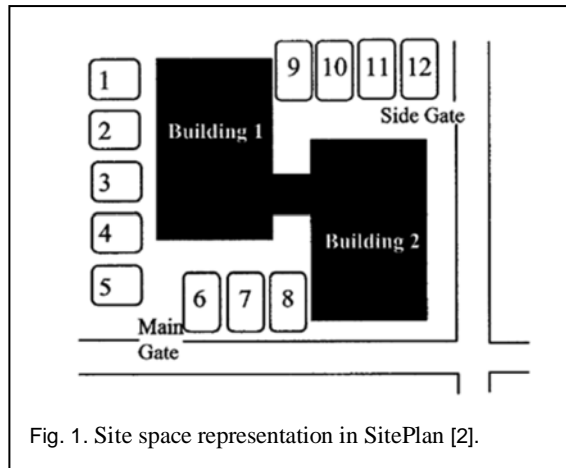 9 10 11 12
1
Side Gate
2
Building 1
3
4
Building 2
5
6 7 8
Main
Gate
Fig. 1. Site space representation in SitePlan [2].